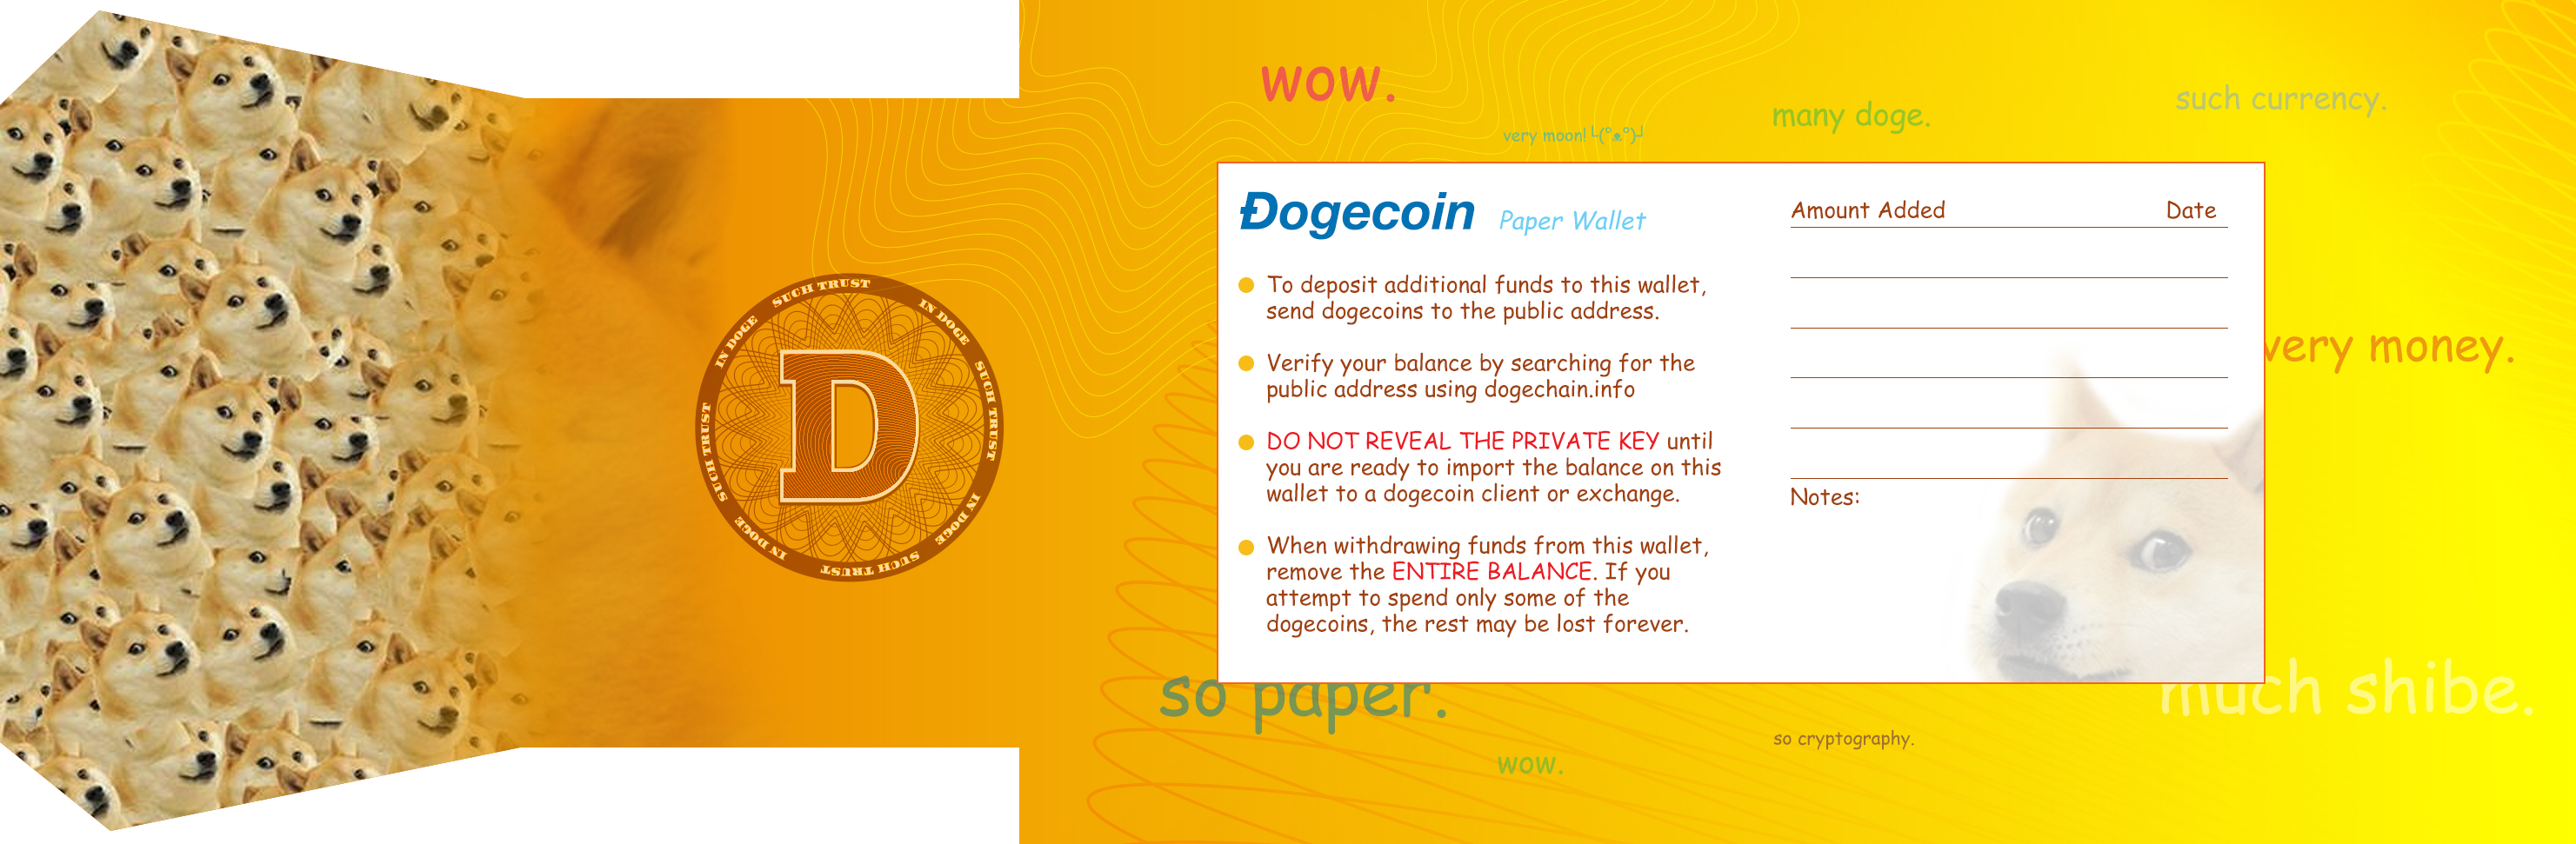 wow.
very moon! └(°ᴥ°)┘
many doge.
such currency.
SUCH TRUST
IN DOGE
SUCH TRUST
IN DOGE
SUCH TRUST
IN DOGE
SUCH TRUST
SUCH TRUST
IN DOGE
D
Ðogecoin Paper Wallet
To deposit additional funds to this wallet,
send dogecoins to the public address.
Verify your balance by searching for the
public address using dogechain.info
DO NOT REVEAL THE PRIVATE KEY until
you are ready to import the balance on this
wallet to a dogecoin client or exchange.
When withdrawing funds from this wallet,
remove the ENTIRE BALANCE. If you
attempt to spend only some of the
dogecoins, the rest may be lost forever.
Amount Added Date
Notes:
very money.
so paper.
much shibe.
so cryptography.
wow.